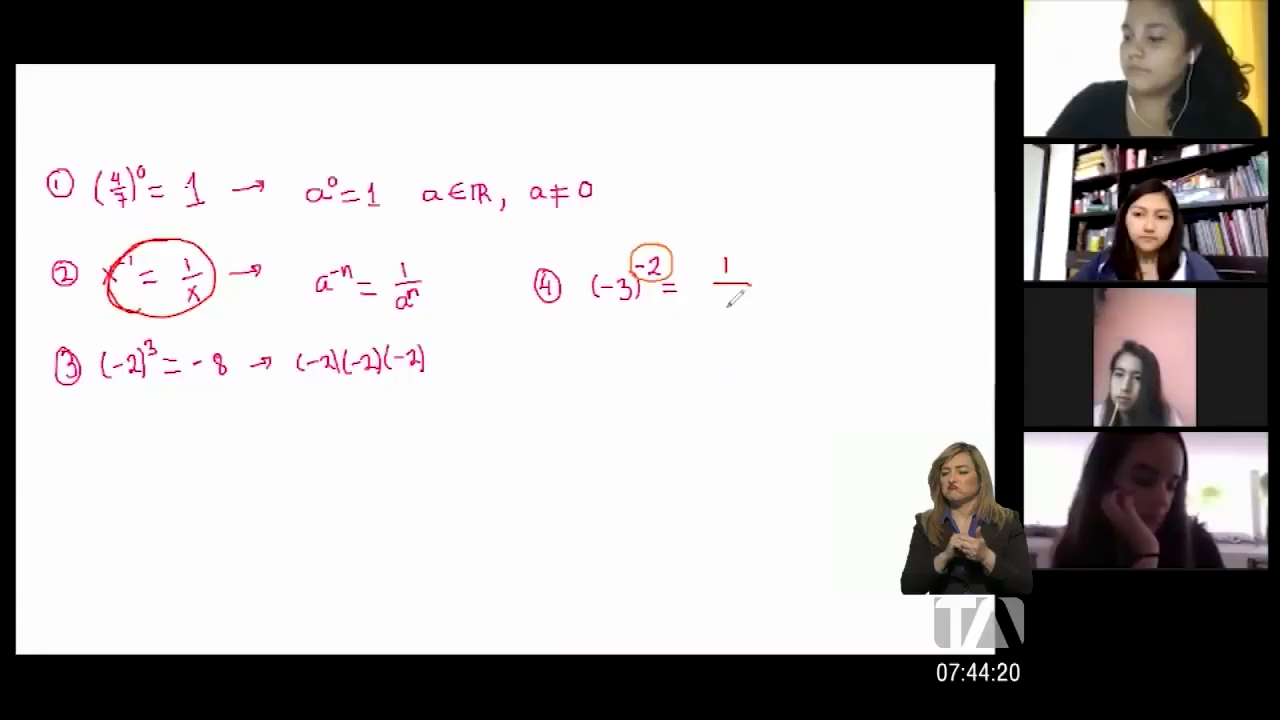 ① (4/7)⁰ = 1 → a⁰ = 1 a ∈ ℝ, a ≠ 0
② x⁻¹ = 1/x → a⁻ⁿ = 1/aⁿ
④ (-3)⁻² = 1/
③ (-2)³ = -8 → (-2)(-2)(-2)
TA
07:44:20